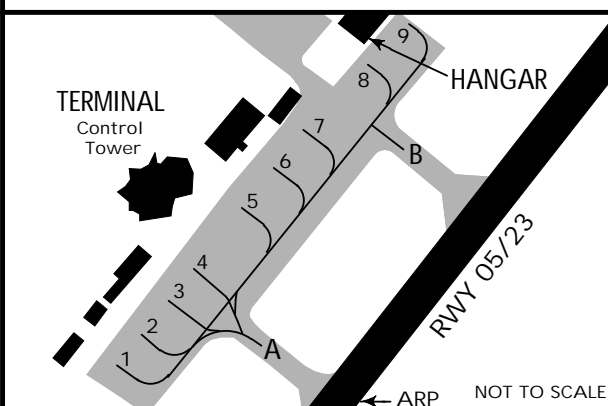 9
HANGAR
8
TERMINAL
Control
Tower
7
B
6
5
RWY 05/23
4
3
2
A
1
ARP
NOT TO SCALE